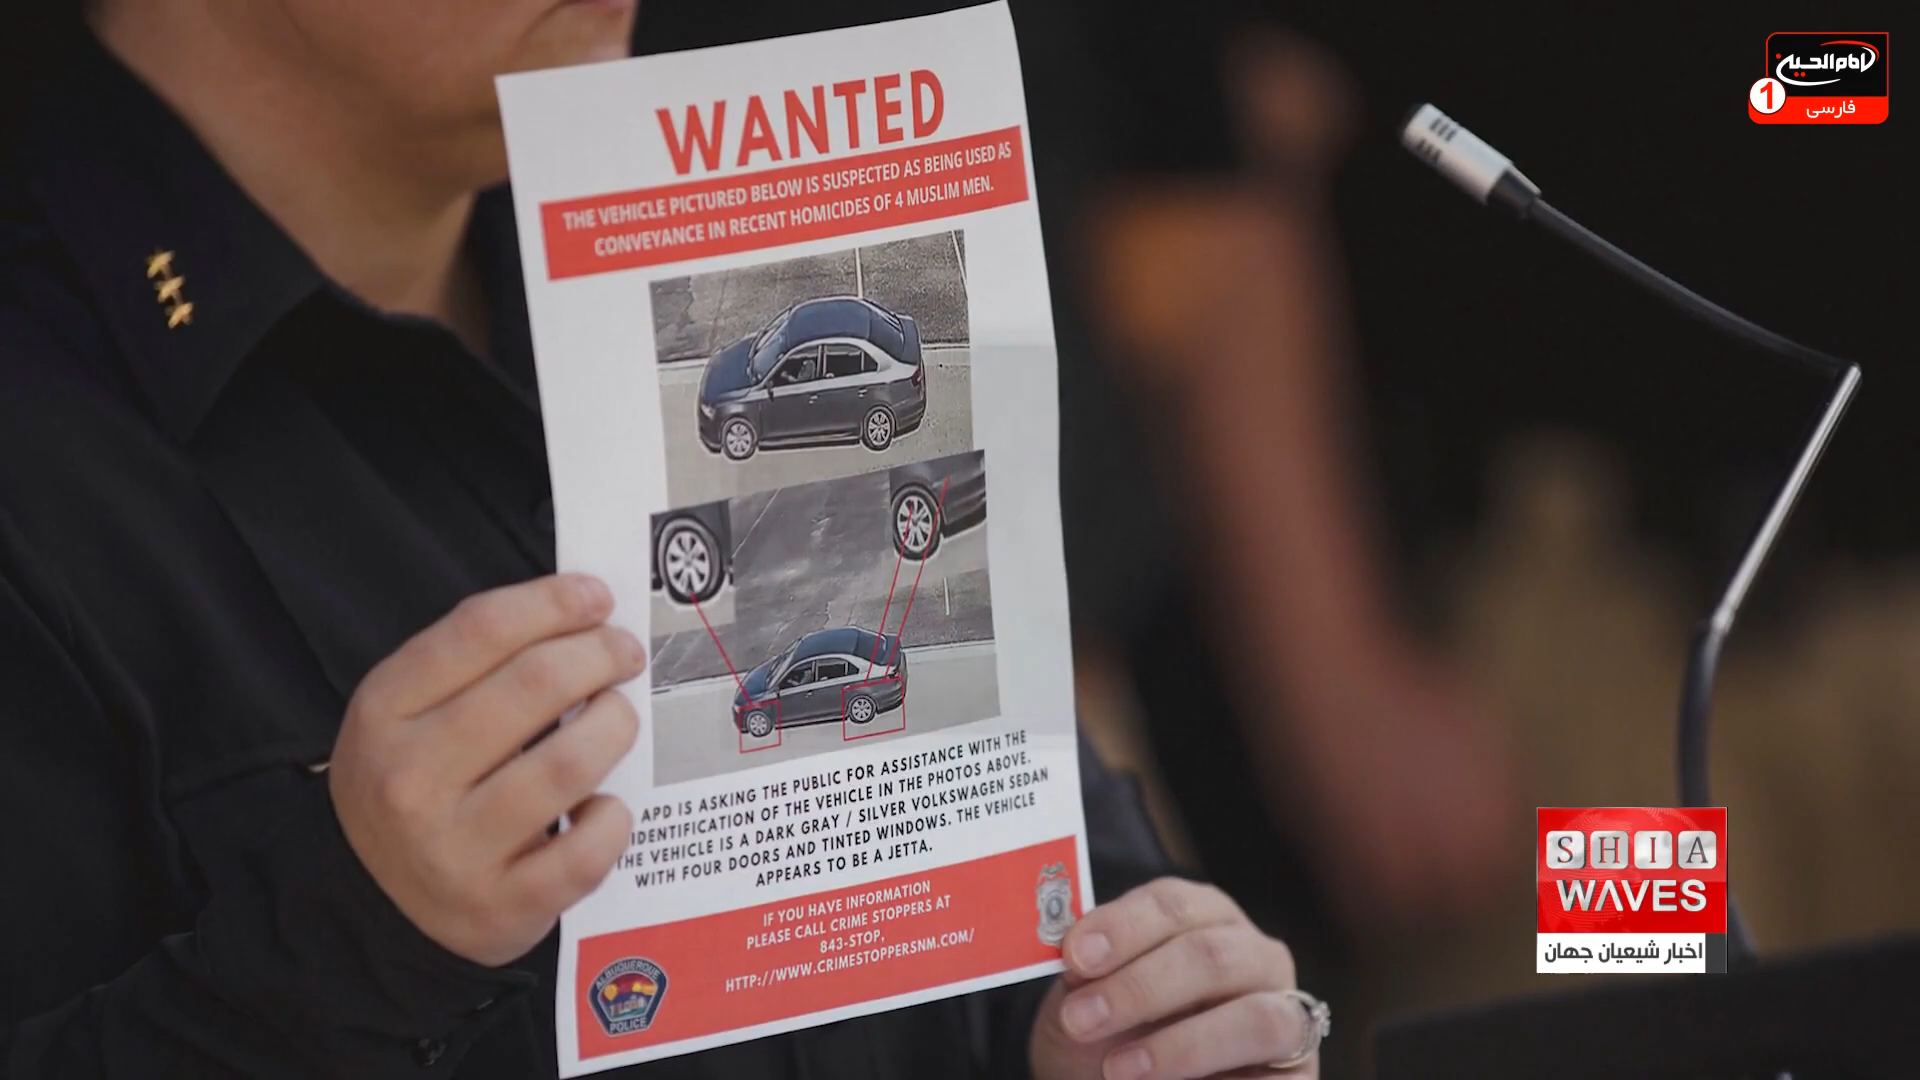 WANTED
THE VEHICLE PICTURED BELOW IS SUSPECTED AS BEING USED AS
CONVEYANCE IN RECENT HOMICIDES OF 4 MUSLIM MEN.
APD IS ASKING THE PUBLIC FOR ASSISTANCE WITH THE
IDENTIFICATION OF THE VEHICLE IN THE PHOTOS ABOVE.
THE VEHICLE IS A DARK GRAY / SILVER VOLKSWAGEN SEDAN
WITH FOUR DOORS AND TINTED WINDOWS. THE VEHICLE
APPEARS TO BE A JETTA.
IF YOU HAVE INFORMATION
PLEASE CALL CRIME STOPPERS AT
843-STOP,
HTTP://WWW.CRIMESTOPPERSNM.COM/
ALBUQUERQUE
POLICE
امام الحسین
1
فارسی
SHIA
WAVES
اخبار شیعیان جهان